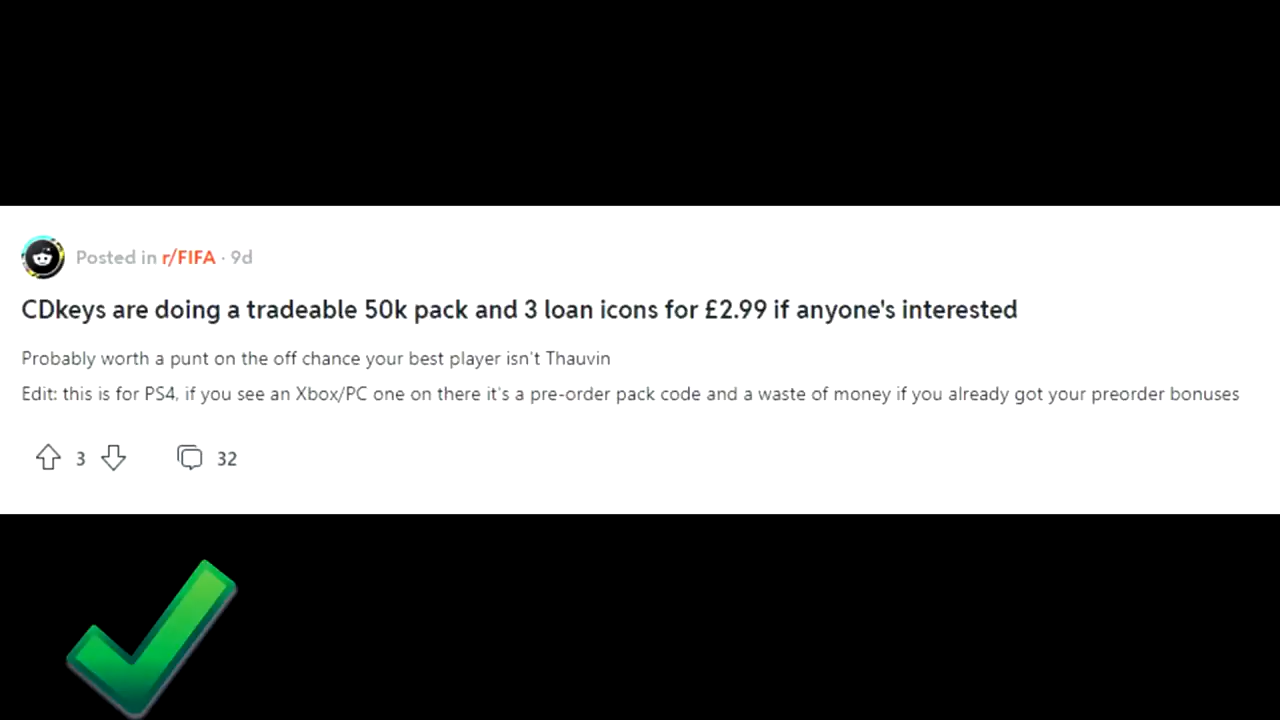 Posted in r/FIFA · 9d
CDkeys are doing a tradeable 50k pack and 3 loan icons for £2.99 if anyone's interested
Probably worth a punt on the off chance your best player isn't Thauvin
Edit: this is for PS4, if you see an Xbox/PC one on there it's a pre-order pack code and a waste of money if you already got your preorder bonuses
3 32